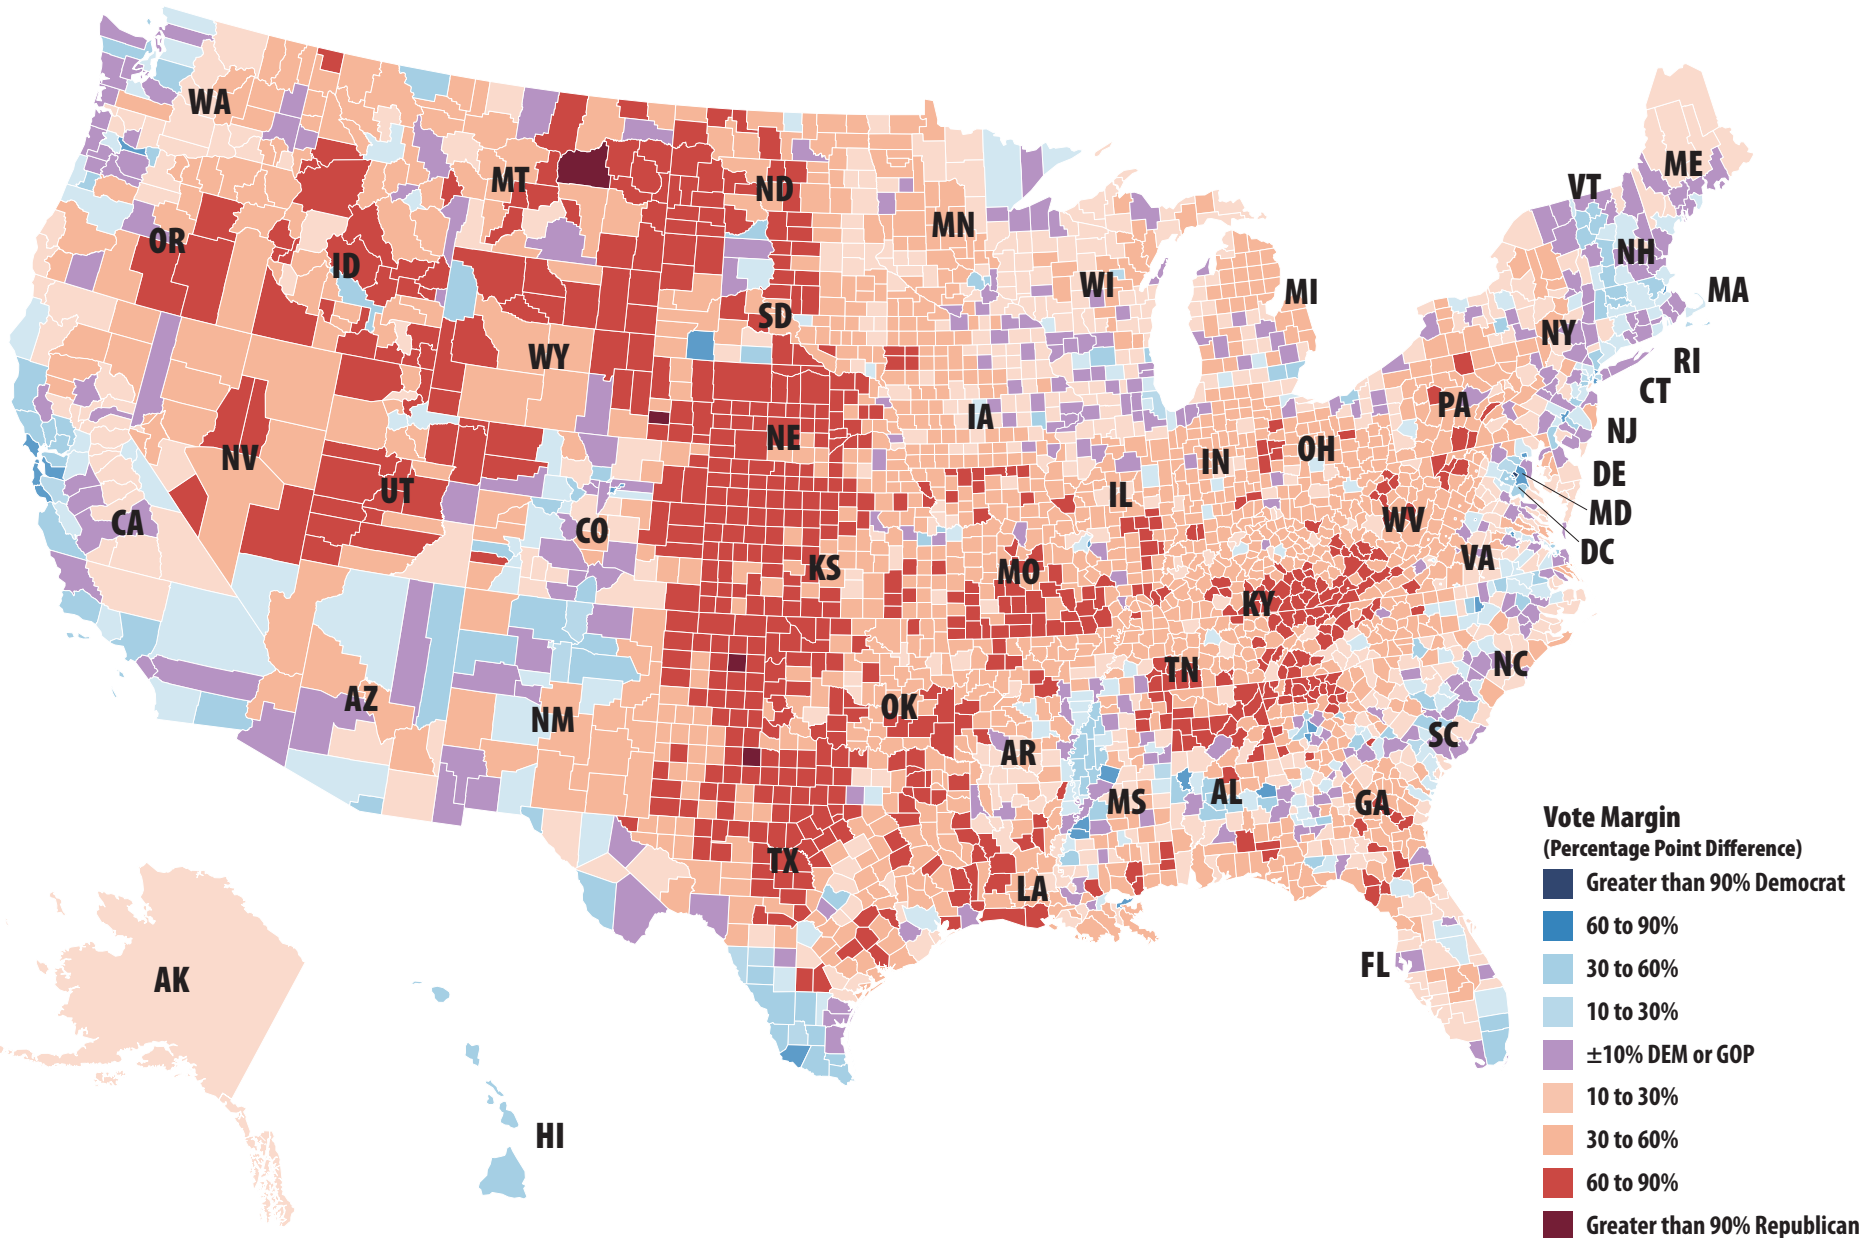 WA
OR
CA
NV
ID
MT
WY
UT
AZ
CO
NM
ND
SD
NE
KS
OK
TX
MN
IA
MO
AR
LA
WI
IL
MI
IN
OH
KY
TN
MS
AL
GA
FL
SC
NC
VA
WV
PA
NY
VT
NH
ME
MA
RI
CT
NJ
DE
MD
DC
AK
HI
Vote Margin
(Percentage Point Difference)
Greater than 90% Democrat
60 to 90%
30 to 60%
10 to 30%
±10% DEM or GOP
10 to 30%
30 to 60%
60 to 90%
Greater than 90% Republican